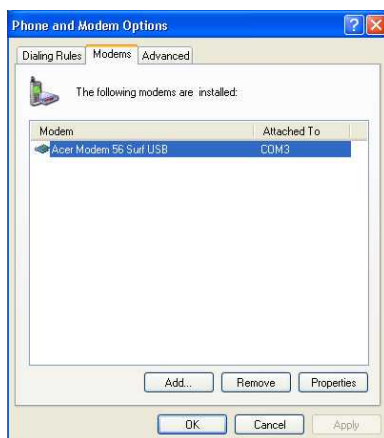 Phone and Modem Options
Dialing Rules Modems Advanced
The following modems are installed:
Modem Attached To
Acer Modem 56 Surf USB COM3
Add... Remove Properties
OK Cancel Apply